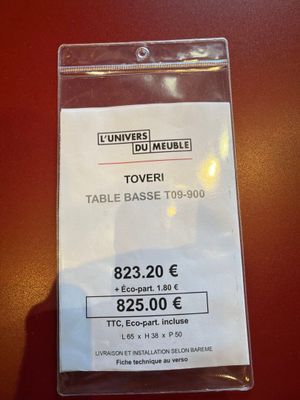 L'UNIVERS
DU MEUBLE
TOVERI
TABLE BASSE T09-900
823.20 €
+ Éco-part. 1.80 €
825.00 €
TTC, Eco-part. incluse
L 65 x H 38 x P 50
LIVRAISON ET INSTALLATION SELON BAREME
Fiche technique au verso